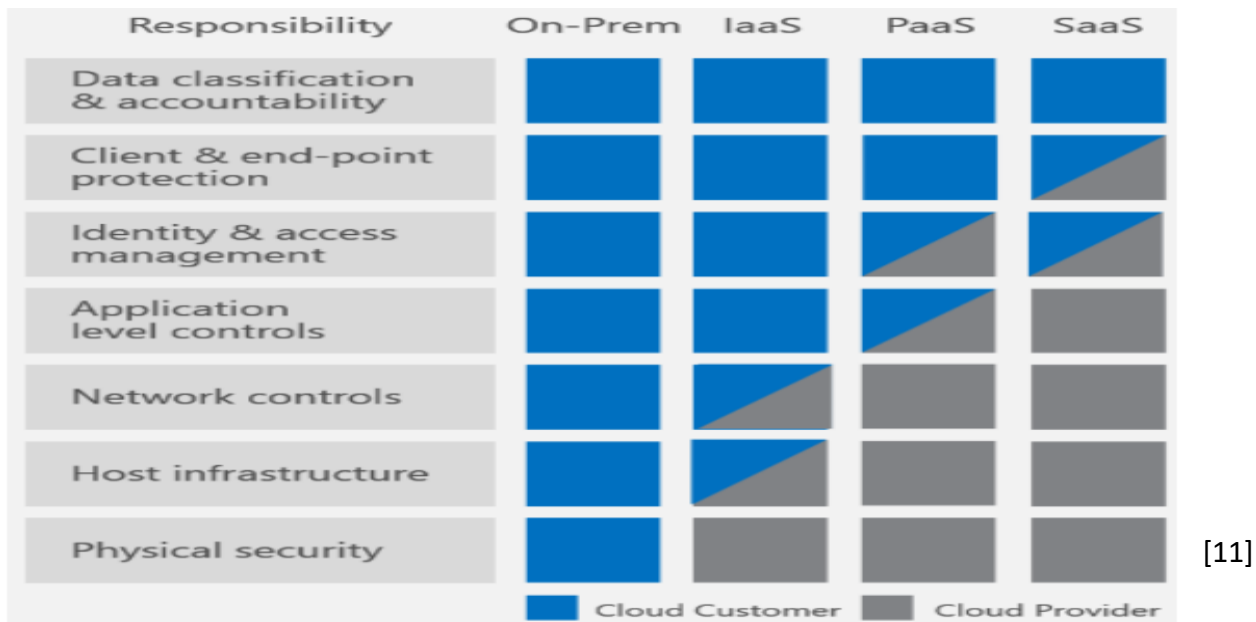 Responsibility On-Prem IaaS PaaS SaaS
Data classification
& accountability
Client & end-point
protection
Identity & access
management
Application
level controls
Network controls
Host infrastructure
Physical security
[11]
Cloud Customer Cloud Provider